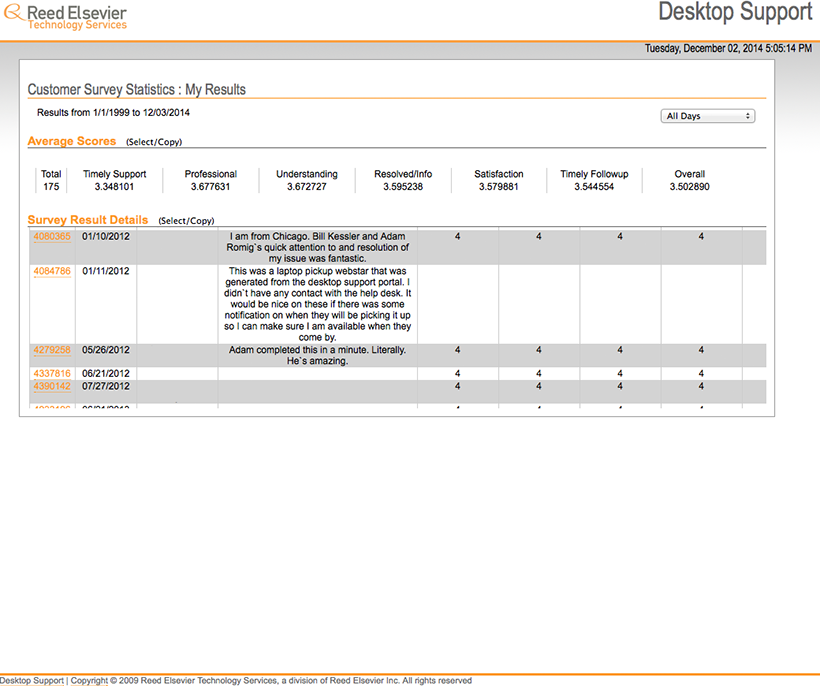 Reed Elsevier
Technology Services
Desktop Support
Tuesday, December 02, 2014 5:05:14 PM
Customer Survey Statistics : My Results
Results from 1/1/1999 to 12/03/2014
All Days
Average Scores (Select/Copy)
Total Timely Support Professional Understanding Resolved/Info Satisfaction Timely Followup Overall
175 3.348101 3.677631 3.672727 3.595238 3.579881 3.544554 3.502890
Survey Result Details (Select/Copy)
4080365 01/10/2012 I am from Chicago. Bill Kessler and Adam 4 4 4 4
Romig`s quick attention to and resolution of
my issue was fantastic.
4084786 01/11/2012 This was a laptop pickup webstar that was
generated from the desktop support portal. I
didn`t have any contact with the help desk. It
would be nice on these if there was some
notification on when they will be picking it up
so I can make sure I am available when they
come by.
4279258 05/26/2012 Adam completed this in a minute. Literally. 4 4 4 4
He`s amazing.
4337816 06/21/2012 4 4 4 4
4390142 07/27/2012 4 4 4 4
Desktop Support | Copyright © 2009 Reed Elsevier Technology Services, a division of Reed Elsevier Inc. All rights reserved